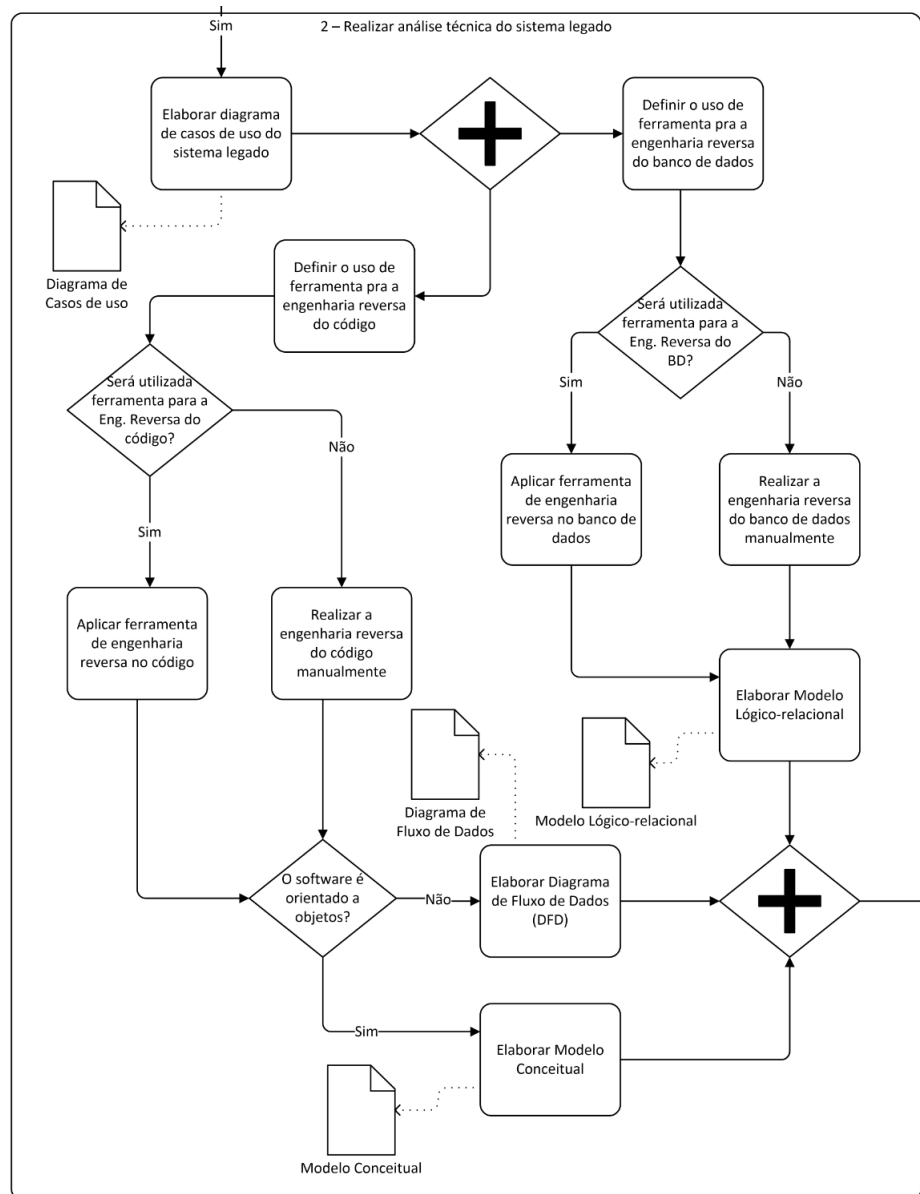 Sim
2 – Realizar análise técnica do sistema legado
Elaborar diagrama
de casos de uso do
sistema legado
Definir o uso de
ferramenta pra a
engenharia reversa
do banco de dados
Diagrama de
Casos de uso
Definir o uso de
ferramenta pra a
engenharia reversa
do código
Será utilizada
ferramenta para a
Eng. Reversa do
BD?
Sim
Não
Será utilizada
ferramenta para a
Eng. Reversa do
código?
Não
Sim
Aplicar ferramenta
de engenharia
reversa no banco de
dados
Realizar a
engenharia reversa
do banco de dados
manualmente
Aplicar ferramenta
de engenharia
reversa no código
Realizar a
engenharia reversa
do código
manualmente
Elaborar Modelo
Lógico-relacional
Diagrama de
Fluxo de Dados
Modelo Lógico-relacional
O software é
orientado a
objetos?
Não
Elaborar Diagrama
de Fluxo de Dados
(DFD)
Sim
Elaborar Modelo
Conceitual
Modelo Conceitual